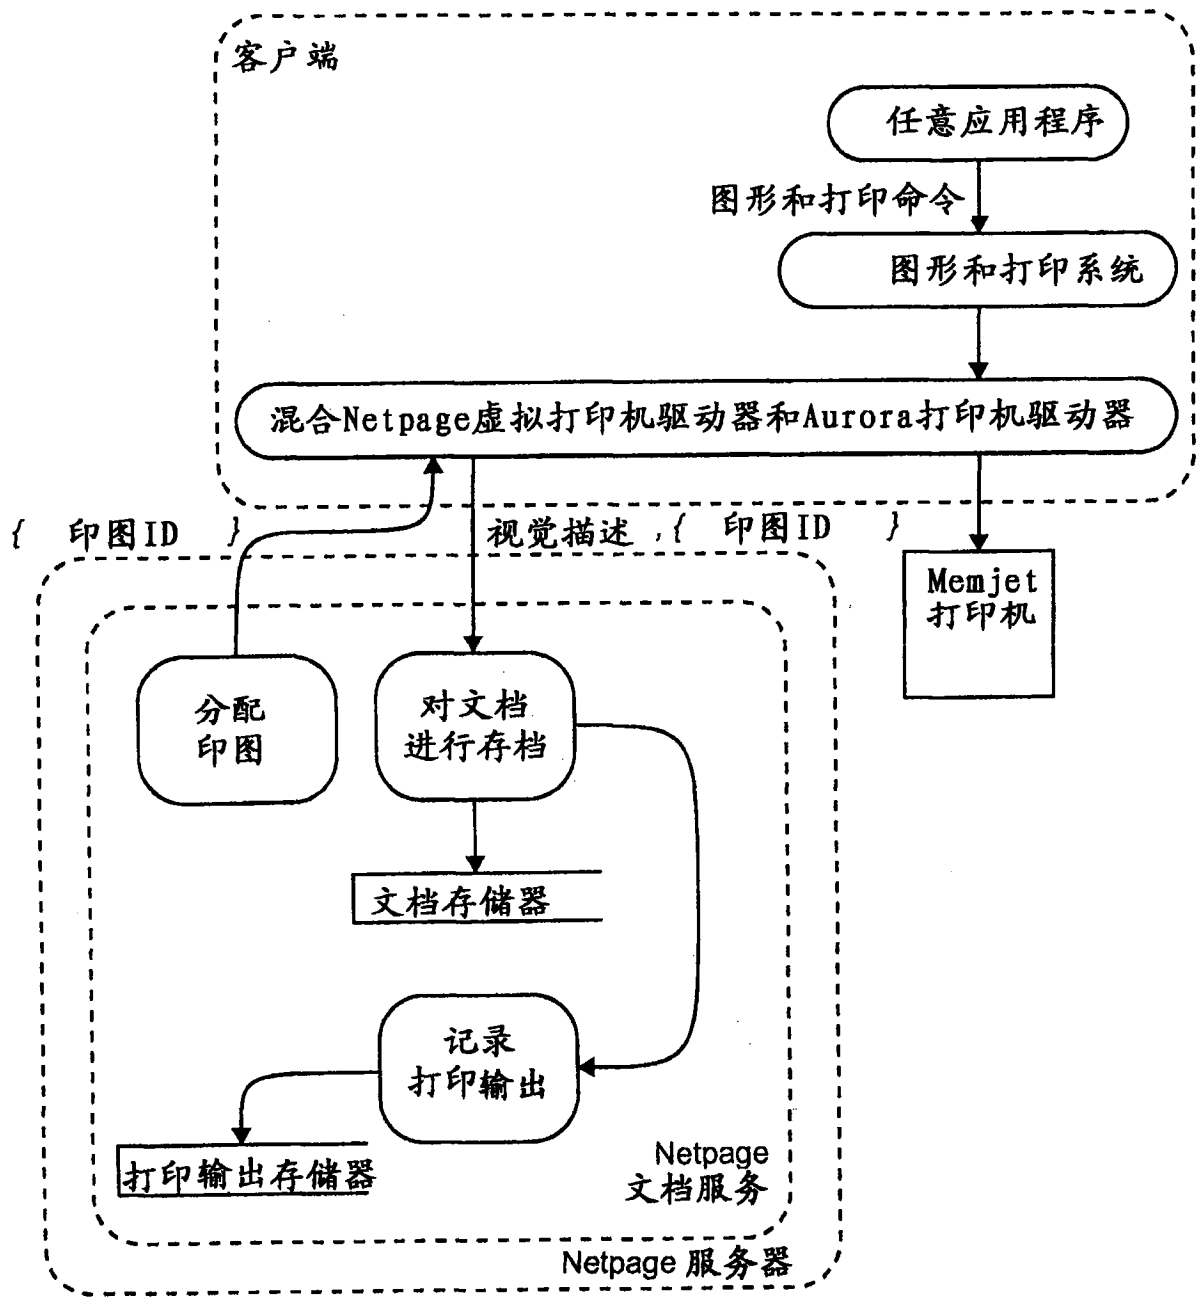 客户端
任意应用程序
图形和打印命令
图形和打印系统
混合Netpage虚拟打印机驱动器和Aurora打印机驱动器
{ 印图ID }
视觉描述,{ 印图ID }
Memjet
打印机
分配
印图
对文档
进行存档
文档存储器
记录
打印输出
打印输出存储器
Netpage
文档服务
Netpage 服务器